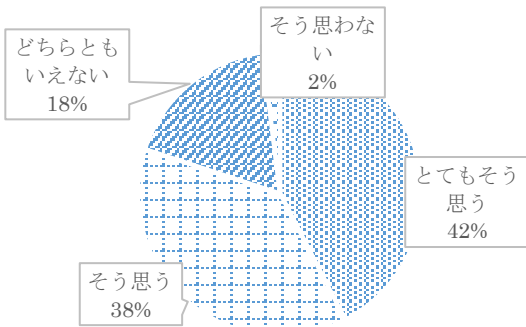 そう思わな
い
2%
どちらとも
いえない
18%
とてもそう
思う
42%
そう思う
38%